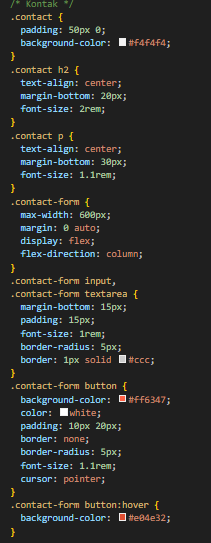 /* Kontak */
.contact {
padding: 50px 0;
background-color: #f4f4f4;
}
.contact h2 {
text-align: center;
margin-bottom: 20px;
font-size: 2rem;
}
.contact p {
text-align: center;
margin-bottom: 30px;
font-size: 1.1rem;
}
.contact-form {
max-width: 600px;
margin: 0 auto;
display: flex;
flex-direction: column;
}
.contact-form input,
.contact-form textarea {
margin-bottom: 15px;
padding: 15px;
font-size: 1rem;
border-radius: 5px;
border: 1px solid #ccc;
}
.contact-form button {
background-color: #ff6347;
color: white;
padding: 10px 20px;
border: none;
border-radius: 5px;
font-size: 1.1rem;
cursor: pointer;
}
.contact-form button:hover {
background-color: #e04e32;
}